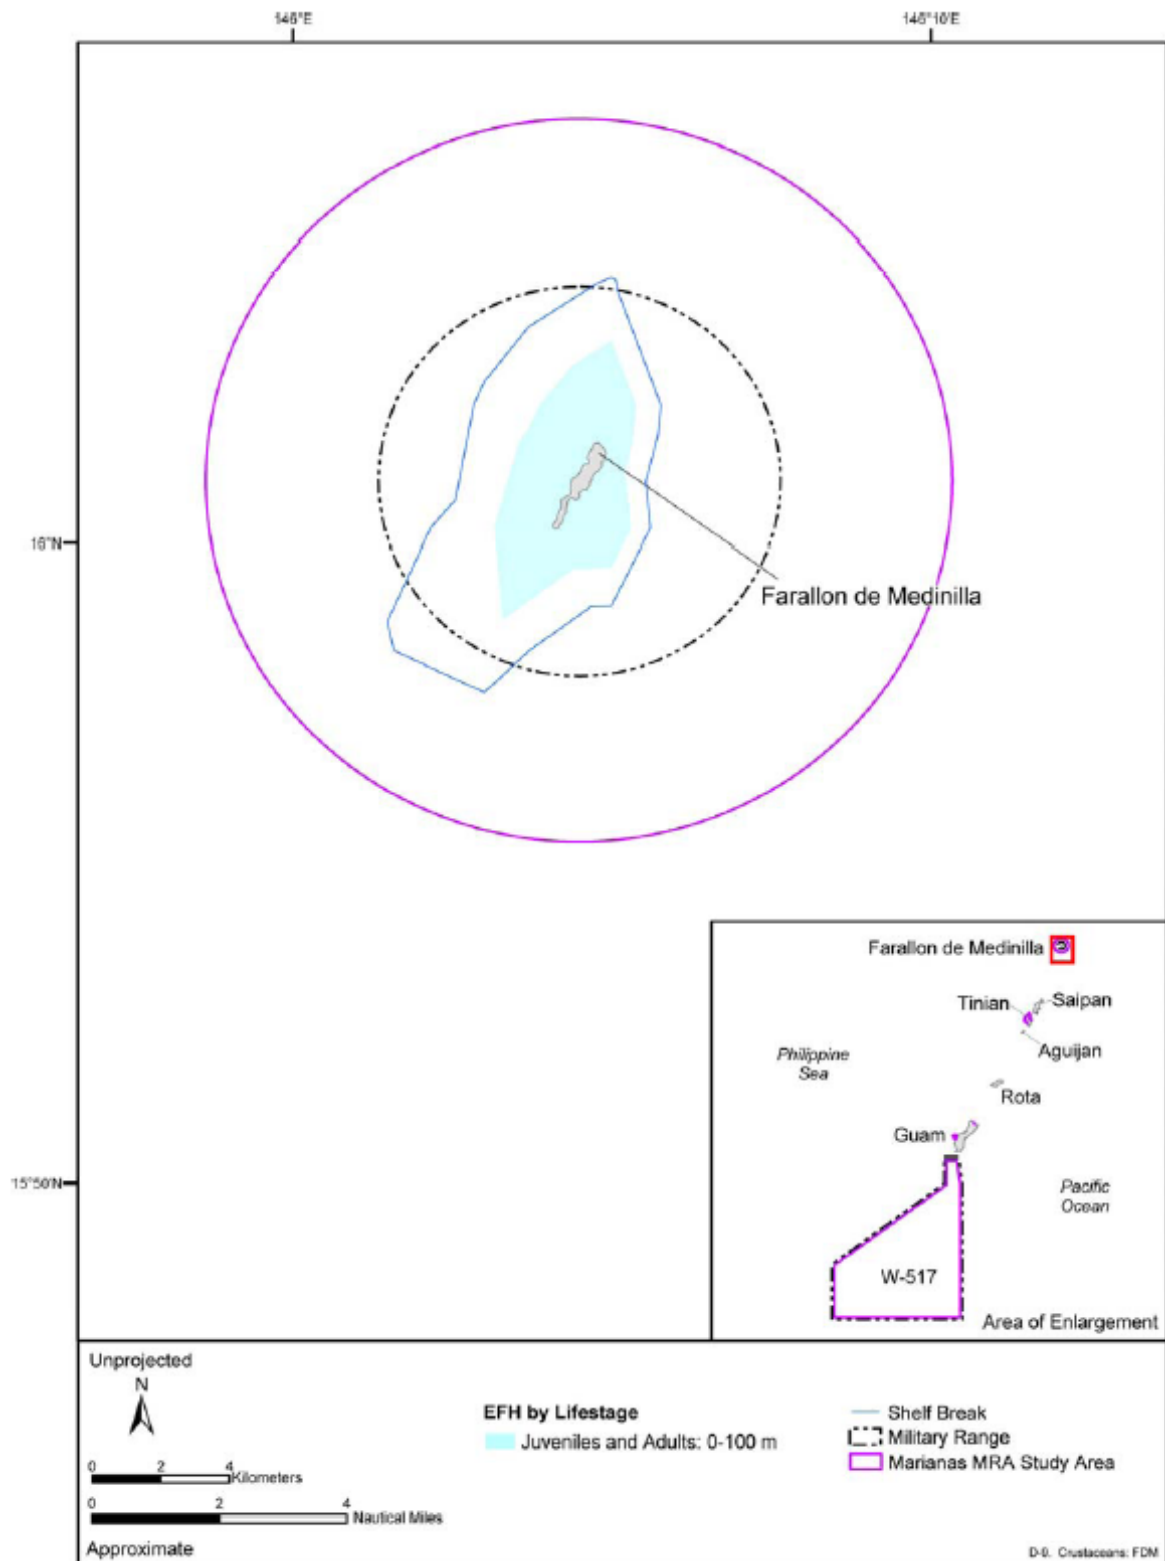 146°E
146°10'E
16°N
Farallon de Medinilla
15°50'N
Farallon de Medinilla
Tinian
Saipan
Aguijan
Philippine
Sea
Rota
Guam
Pacific
Ocean
W-517
Area of Enlargement
Unprojected
N
0 2 4
Kilometers
0 2 4
Nautical Miles
Approximate
EFH by Lifestage
Juveniles and Adults: 0-100 m
Shelf Break
Military Range
Marianas MRA Study Area
D-9. Crustaceans: FDM